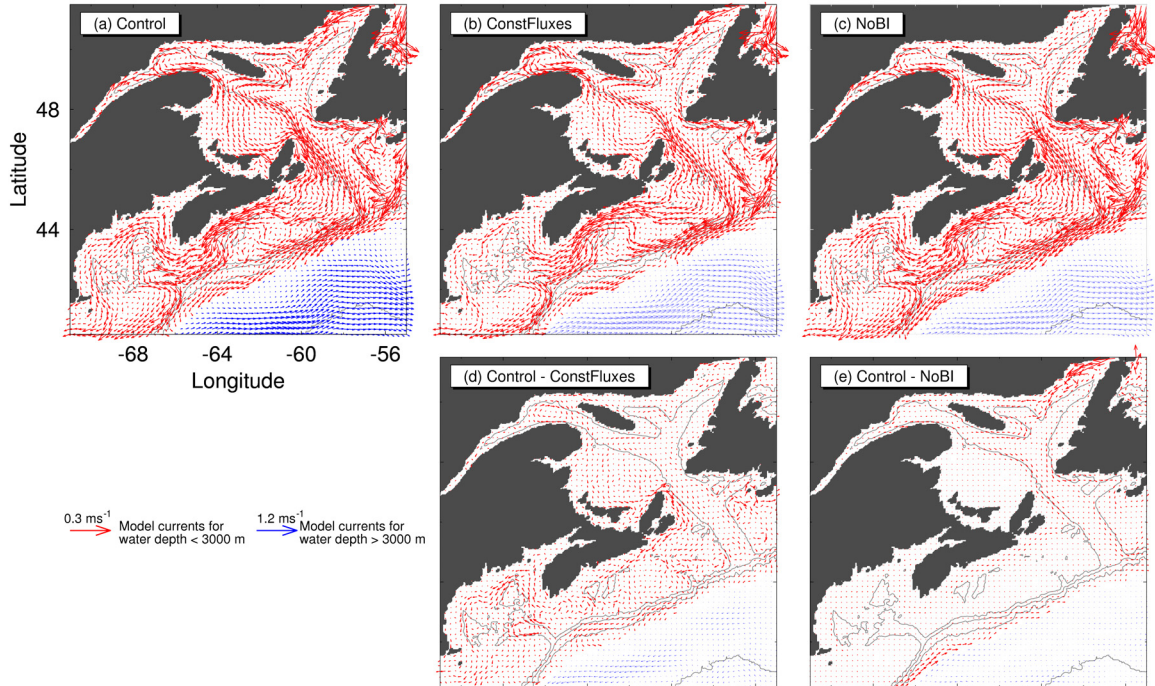 (a) Control
(b) ConstFluxes
(c) NoBI
48
44
Latitude
-68
-64
-60
-56
Longitude
(d) Control - ConstFluxes
(e) Control - NoBI
0.3 ms⁻¹
Model currents for
water depth < 3000 m
1.2 ms⁻¹
Model currents for
water depth > 3000 m